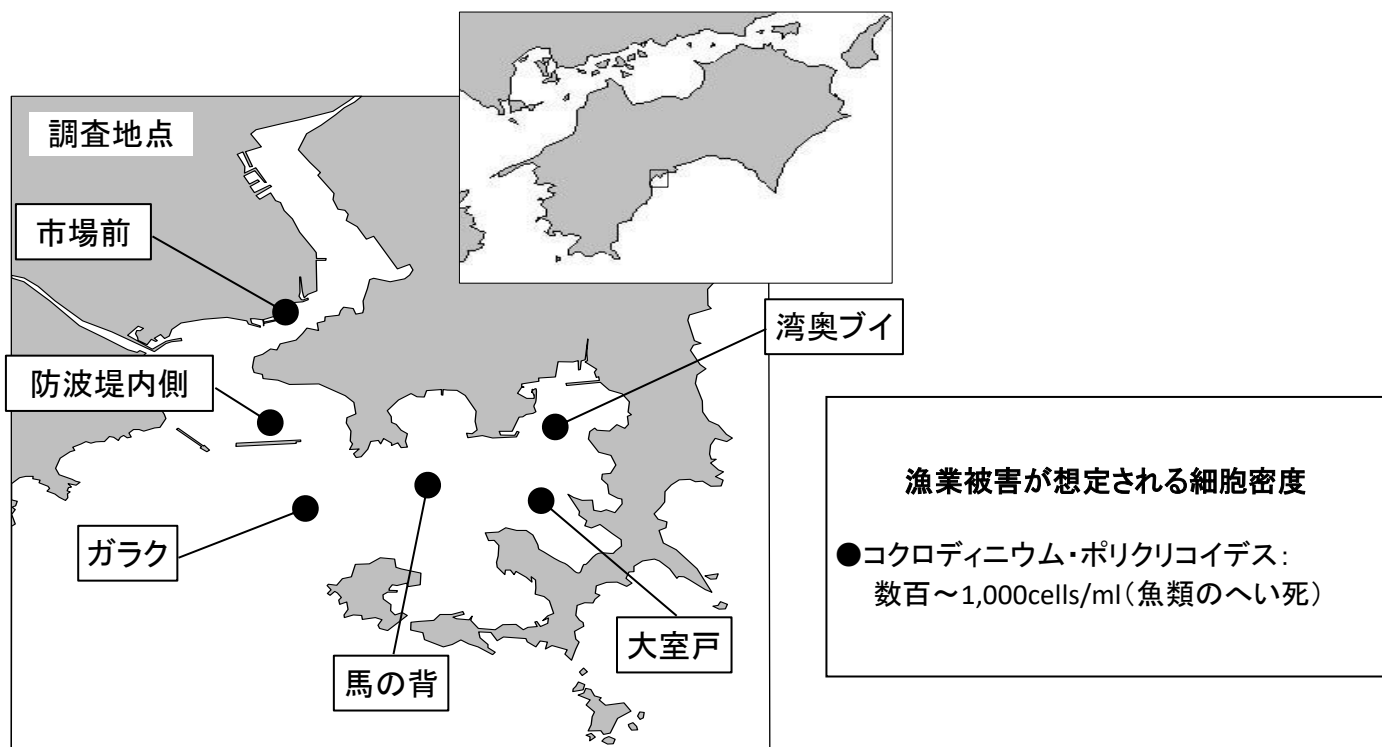 調査地点
市場前
湾奥ブイ
防波堤内側
ガラク
馬の背
大室戸
漁業被害が想定される細胞密度
●コクロディニウム・ポリクリコイデス：
数百～1,000cells/ml（魚類のへい死）